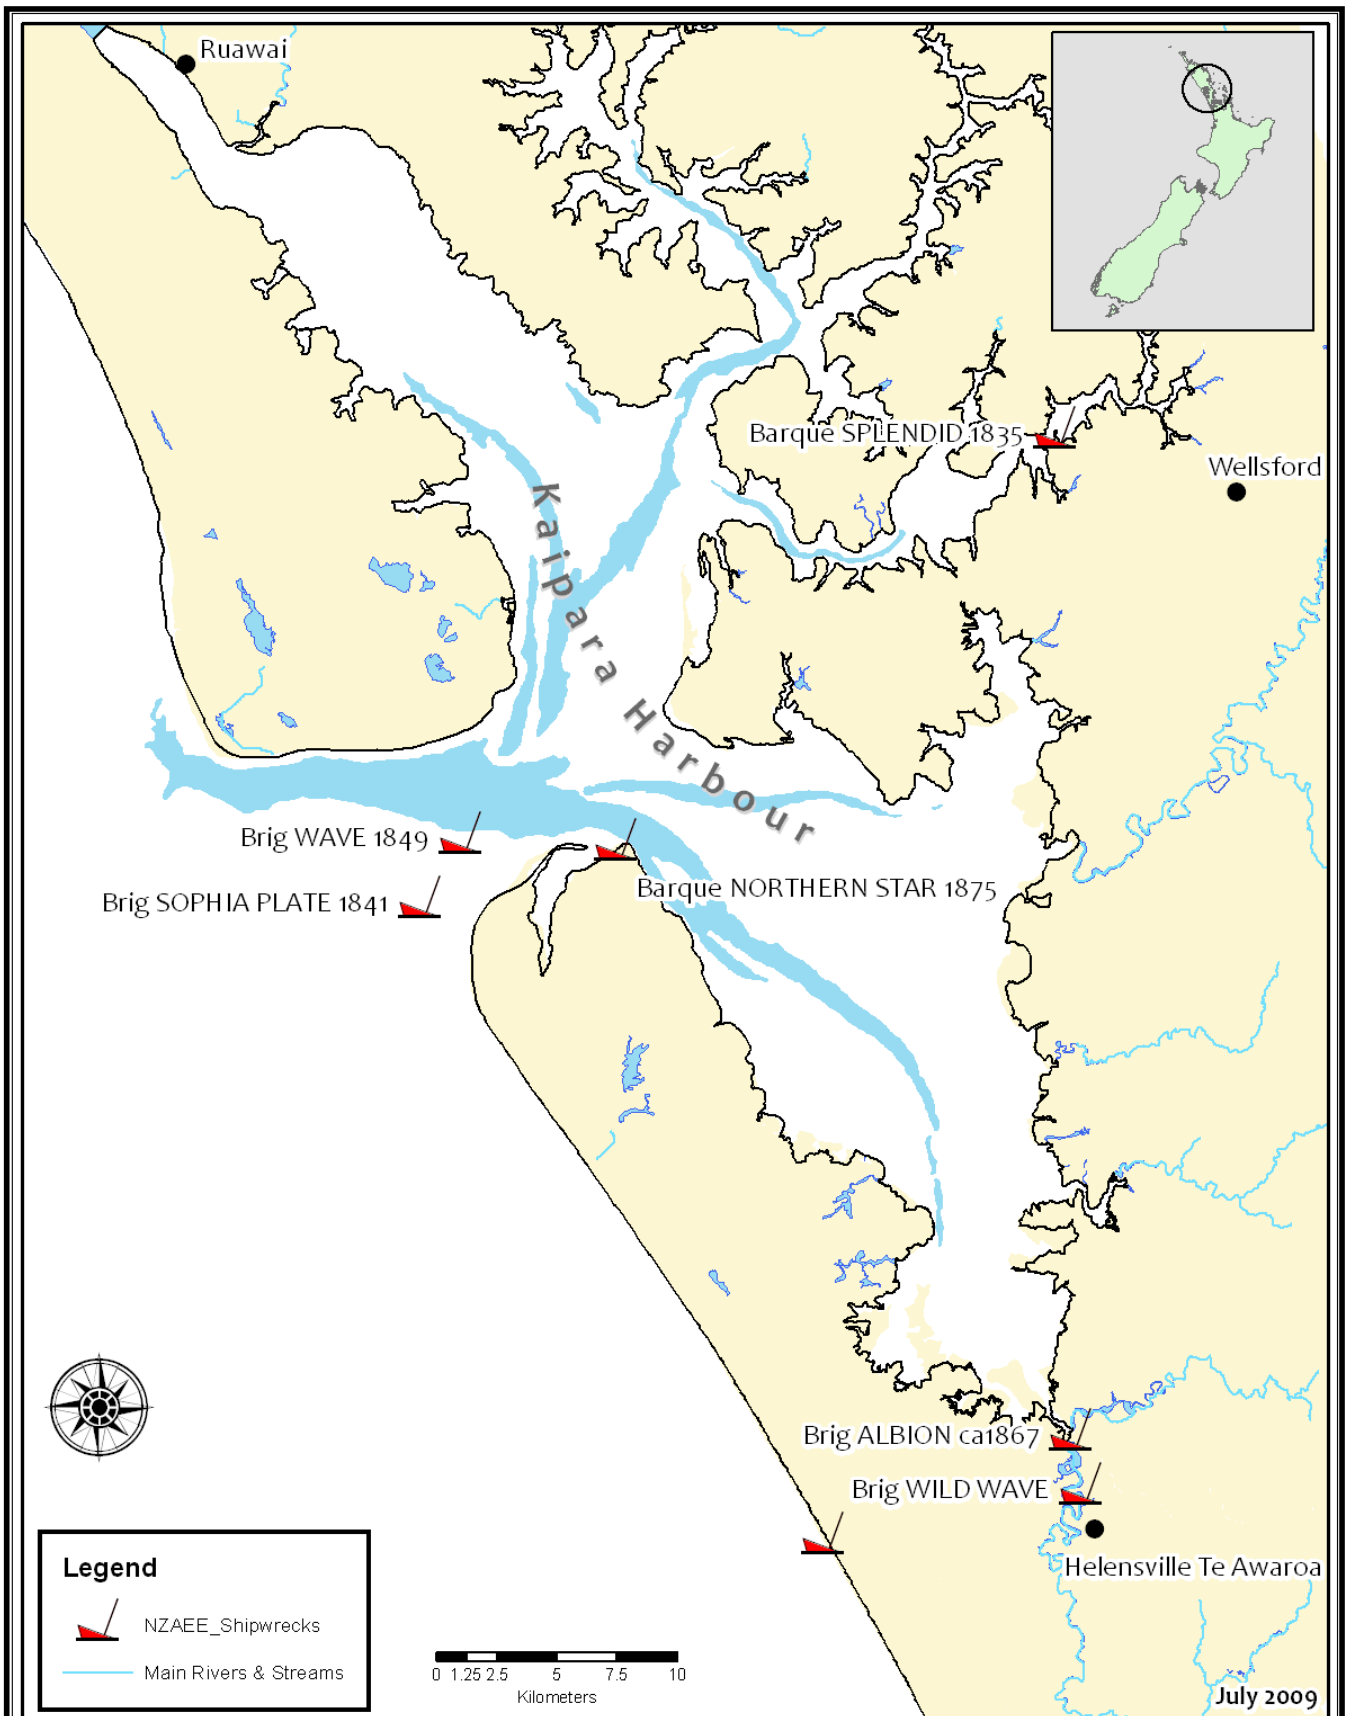 Ruawai
Barque SPLENDID 1835
Wellsford
Kaipara Harbour
Brig WAVE 1849
Barque NORTHERN STAR 1875
Brig SOPHIA PLATE 1841
Brig ALBION ca1867
Brig WILD WAVE
Helensville Te Awaroa
Legend
NZAEE_Shipwrecks
Main Rivers & Streams
0 1.25 2.5 5 7.5 10
Kilometers
July 2009